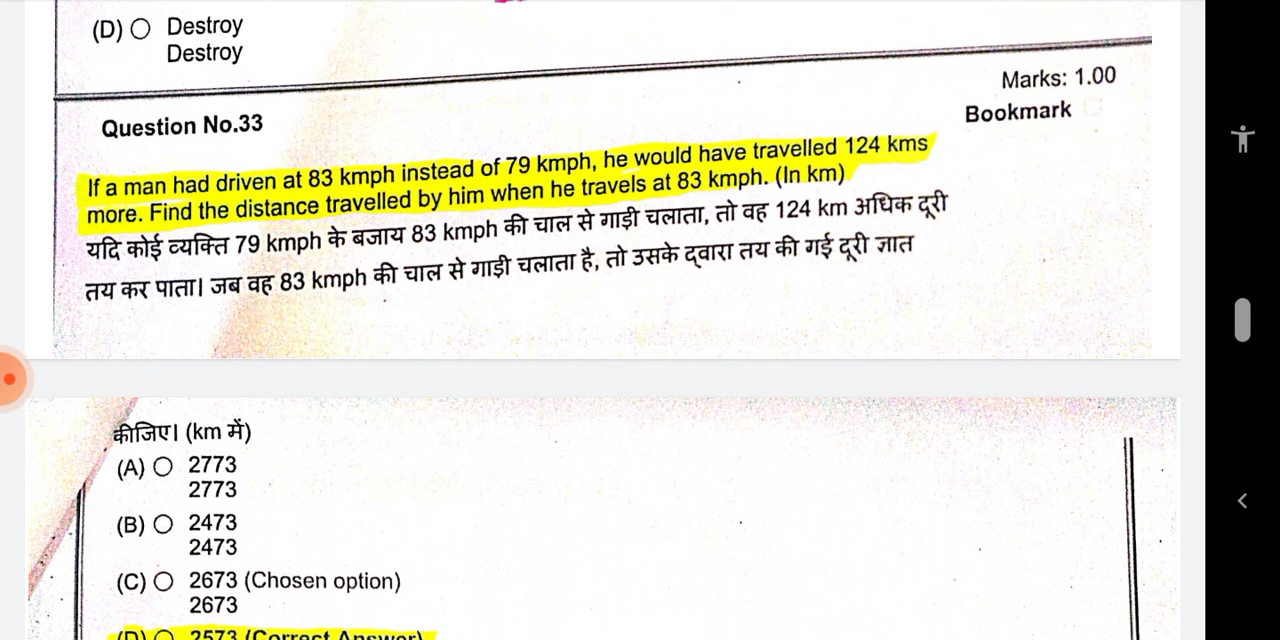 (D) Destroy
Destroy
Marks: 1.00
Question No.33
Bookmark
If a man had driven at 83 kmph instead of 79 kmph, he would have travelled 124 kms
more. Find the distance travelled by him when he travels at 83 kmph. (In km)
यदि कोई व्यक्ति 79 kmph के बजाय 83 kmph की चाल से गाड़ी चलाता, तो वह 124 km अधिक दूरी
तय कर पाता। जब वह 83 kmph की चाल से गाड़ी चलाता है, तो उसके द्वारा तय की गई दूरी ज्ञात
कीजिए। (km में)
(A) 2773
2773
(B) 2473
2473
(C) 2673 (Chosen option)
2673
(D) 2573 (Correct Answer)